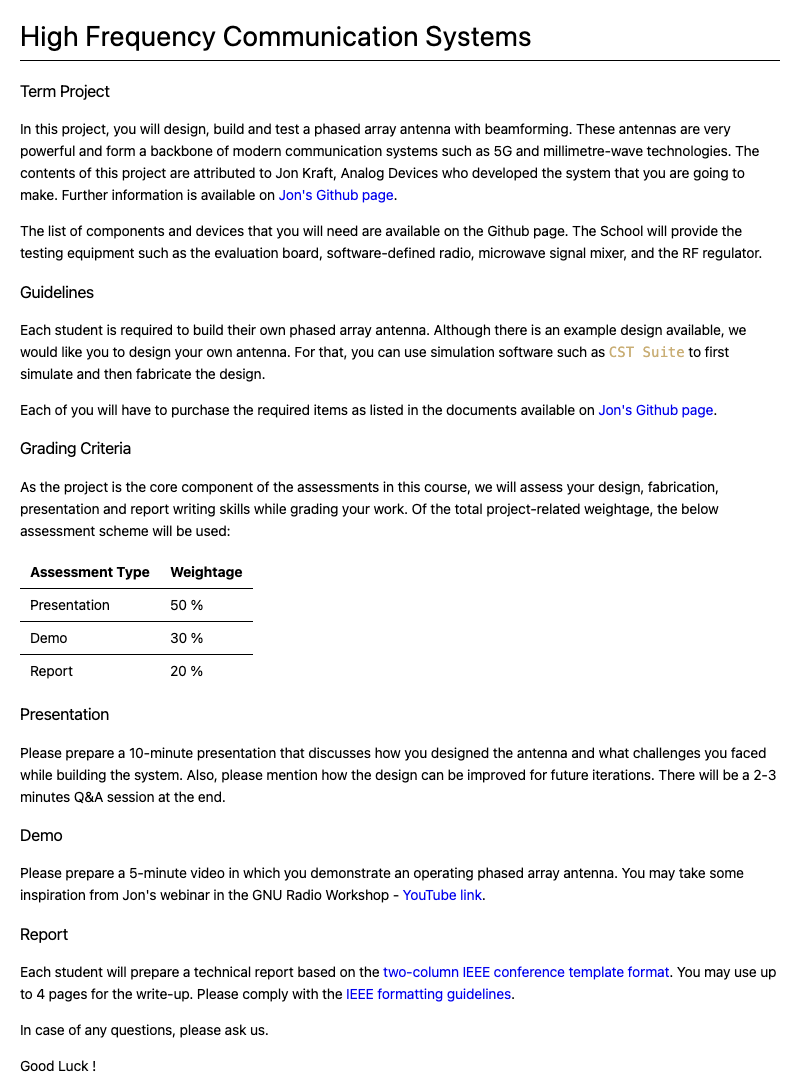 High Frequency Communication Systems
Term Project
In this project, you will design, build and test a phased array antenna with beamforming. These antennas are very
powerful and form a backbone of modern communication systems such as 5G and millimetre-wave technologies. The
contents of this project are attributed to Jon Kraft, Analog Devices who developed the system that you are going to
make. Further information is available on Jon's Github page.
The list of components and devices that you will need are available on the Github page. The School will provide the
testing equipment such as the evaluation board, software-defined radio, microwave signal mixer, and the RF regulator.
Guidelines
Each student is required to build their own phased array antenna. Although there is an example design available, we
would like you to design your own antenna. For that, you can use simulation software such as CST Suite to first
simulate and then fabricate the design.
Each of you will have to purchase the required items as listed in the documents available on Jon's Github page.
Grading Criteria
As the project is the core component of the assessments in this course, we will assess your design, fabrication,
presentation and report writing skills while grading your work. Of the total project-related weightage, the below
assessment scheme will be used:
Assessment Type Weightage
Presentation 50 %
Demo 30 %
Report 20 %
Presentation
Please prepare a 10-minute presentation that discusses how you designed the antenna and what challenges you faced
while building the system. Also, please mention how the design can be improved for future iterations. There will be a 2-3
minutes Q&A session at the end.
Demo
Please prepare a 5-minute video in which you demonstrate an operating phased array antenna. You may take some
inspiration from Jon's webinar in the GNU Radio Workshop - YouTube link.
Report
Each student will prepare a technical report based on the two-column IEEE conference template format. You may use up
to 4 pages for the write-up. Please comply with the IEEE formatting guidelines.
In case of any questions, please ask us.
Good Luck !